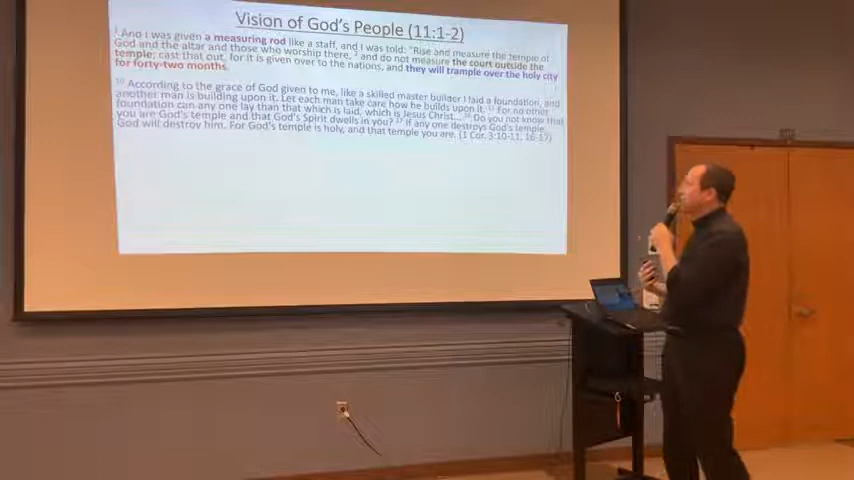 Vision of God's People (11:1-2)
1 And I was given a measuring rod like a staff, and I was told: "Rise and measure the temple of
God and the altar and those who worship there, 2 and do not measure the court outside the
temple; cast that out, for it is given over to the nations, and they will trample over the holy city
for forty-two months.
10 According to the grace of God given to me, like a skilled master builder I laid a foundation, and
another man is building upon it. Let each man take care how he builds upon it. 11 For no other
foundation can any one lay than that which is laid, which is Jesus Christ... 16 Do you not know that
you are God's temple and that God's Spirit dwells in you? 17 If any one destroys God's temple,
God will destroy him. For God's temple is holy, and that temple you are. (1 Cor. 3:10-11, 16-17)